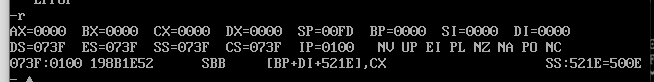 -r
AX=0000  BX=0000  CX=0000  DX=0000  SP=00FD  BP=0000  SI=0000  DI=0000
DS=073F  ES=073F  SS=073F  CS=073F  IP=0100   NV UP EI PL NZ NA PO NC
073F:0100 198B1E52      SBB     [BP+DI+521E],CX                    SS:521E=500E
-